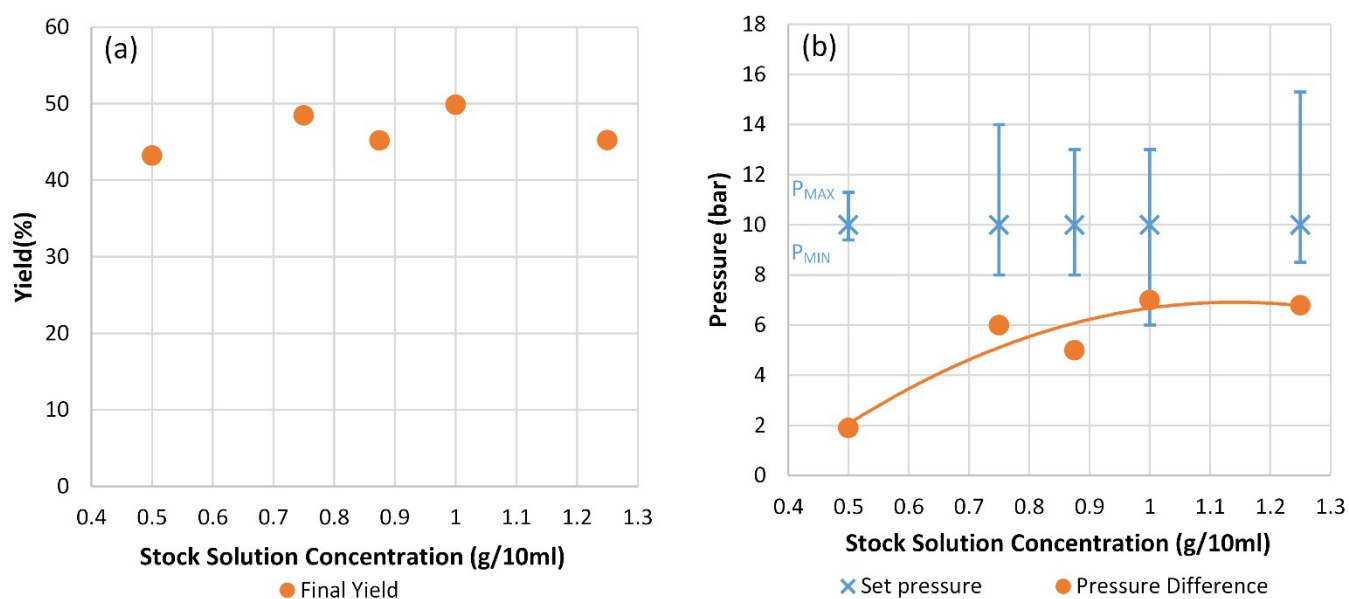 (a)
60
50
40
30
20
10
0
Yield(%)
0.4 0.5 0.6 0.7 0.8 0.9 1 1.1 1.2 1.3
Stock Solution Concentration (g/10ml)
Final Yield
(b)
18
16
14
12
10
8
6
4
2
0
Pressure (bar)
PMAX
PMIN
0.4 0.5 0.6 0.7 0.8 0.9 1 1.1 1.2 1.3
Stock Solution Concentration (g/10ml)
Set pressure Pressure Difference